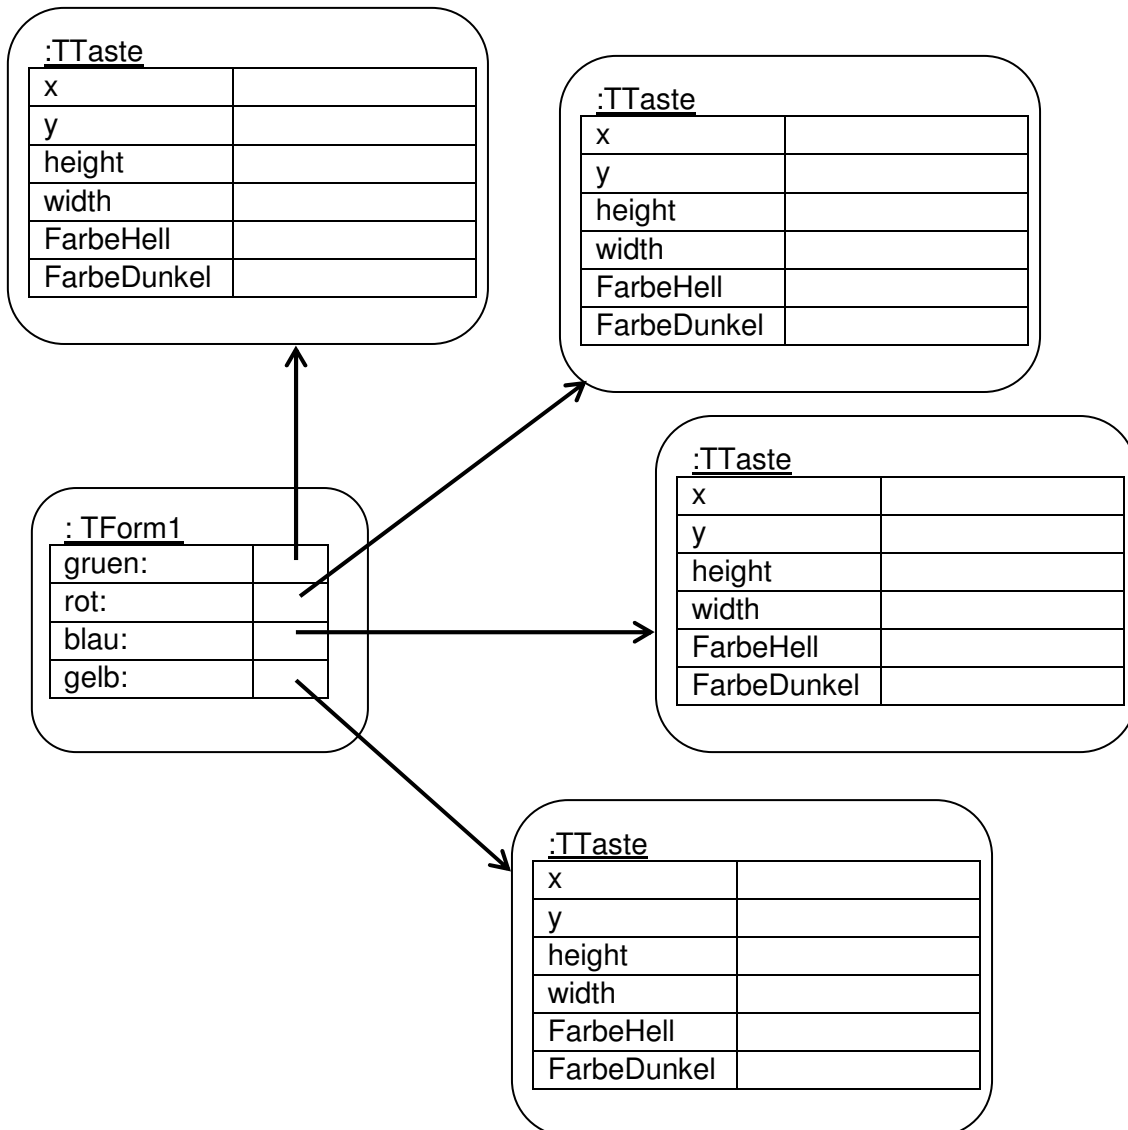 :TTaste
x
y
height
width
FarbeHell
FarbeDunkel
:TTaste
x
y
height
width
FarbeHell
FarbeDunkel
:TTaste
x
y
height
width
FarbeHell
FarbeDunkel
: TForm1
gruen:
rot:
blau:
gelb:
:TTaste
x
y
height
width
FarbeHell
FarbeDunkel